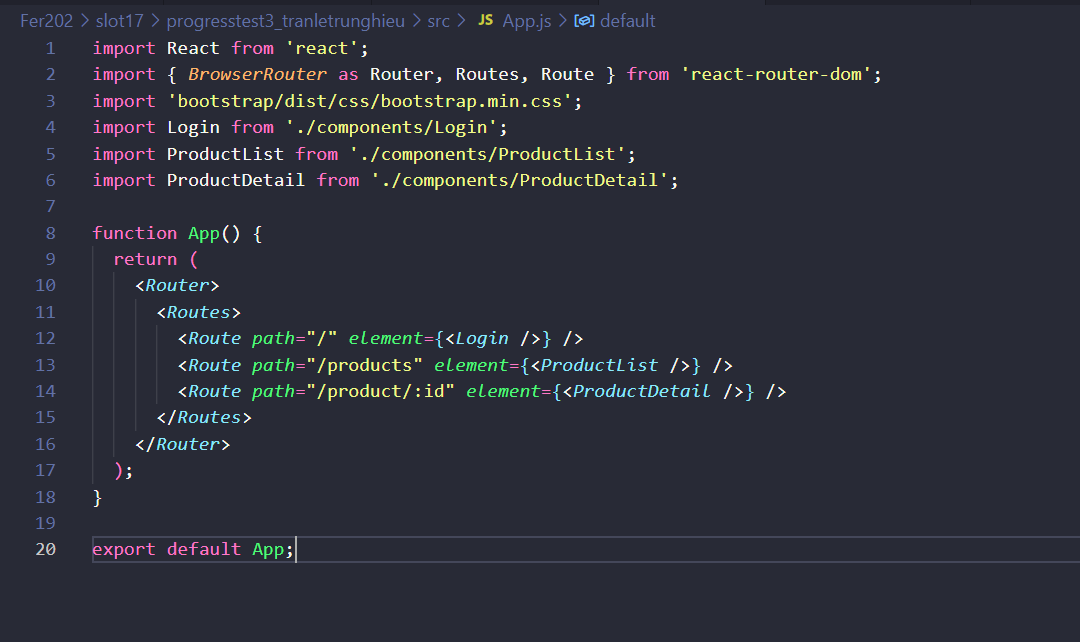 Fer202 > slot17 > progresstest3_tranletrunghieu > src > JS App.js > default
1 import React from 'react';
2 import { BrowserRouter as Router, Routes, Route } from 'react-router-dom';
3 import 'bootstrap/dist/css/bootstrap.min.css';
4 import Login from './components/Login';
5 import ProductList from './components/ProductList';
6 import ProductDetail from './components/ProductDetail';
7
8 function App() {
9   return (
10     <Router>
11       <Routes>
12         <Route path="/" element={<Login />} />
13         <Route path="/products" element={<ProductList />} />
14         <Route path="/product/:id" element={<ProductDetail />} />
15       </Routes>
16     </Router>
17   );
18 }
19
20 export default App;